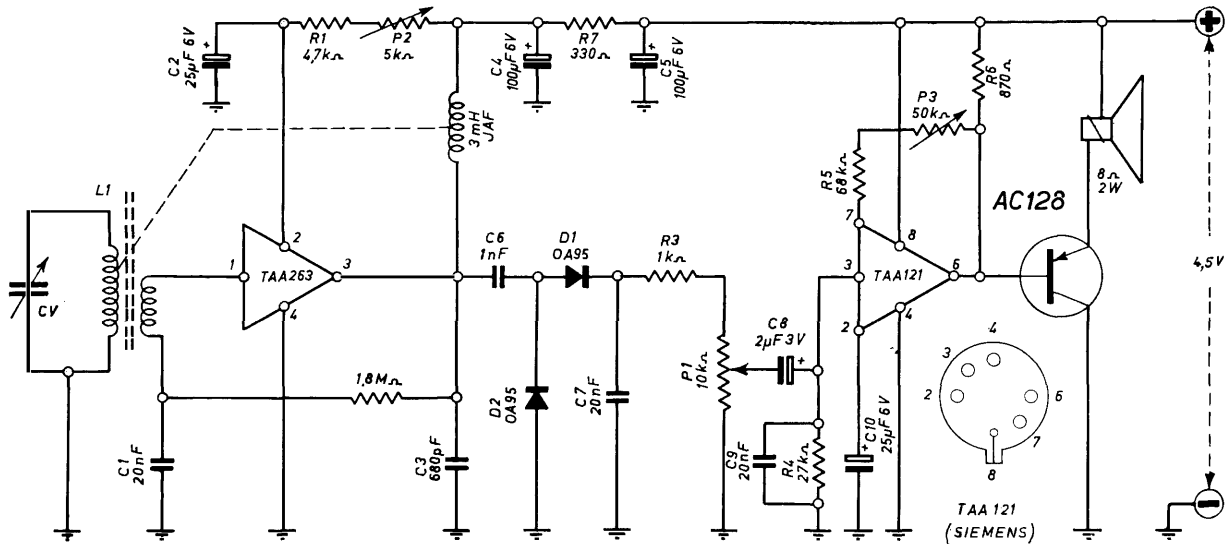 C2
25µF 6V
+
R1
4,7kΩ
P2
5kΩ
C4
100µF 6V
+
R7
330Ω
C5
100µF 6V
+
R6
870Ω
P3
50kΩ
8Ω
2W
4,5V
+
3mH
JAF
R5
68kΩ
AC128
L1
CV
1
2
TAA263
3
4
C6
1nF
D1
OA95
R3
1kΩ
7
8
3
TAA121
6
2
4
C8
2µF 3V
+
P1
10kΩ
1,8MΩ
D2
OA95
C7
20nF
C1
20nF
C3
680pF
C9
20nF
R4
27kΩ
C10
25µF 6V
+
4
3
2
6
7
8
TAA 121
(SIEMENS)
−